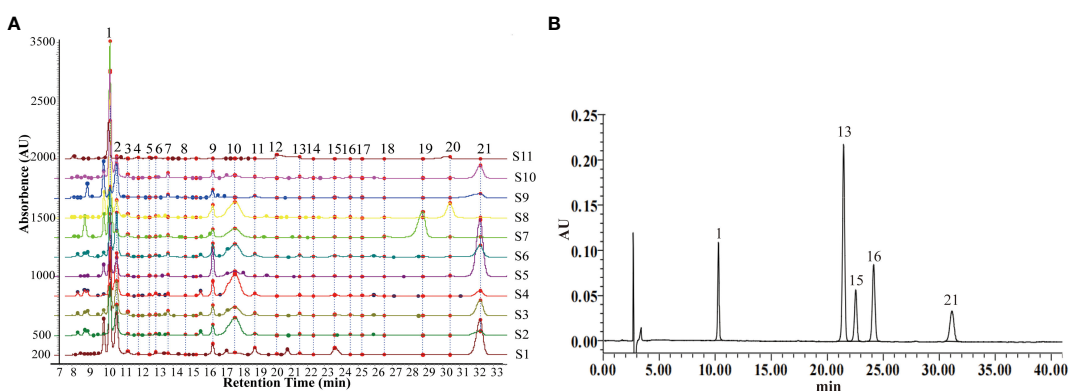 A
B
3500
2500
2000
1500
1000
500
200
Absorbence (AU)
1
2 3 4 5 6 7 8 9 10 11 12 13 14 15 16 17 18 19 20 21
S11
S10
S9
S8
S7
S6
S5
S4
S3
S2
S1
7 8 9 10 11 12 13 14 15 16 17 18 19 20 21 22 23 24 25 26 27 28 29 30 31 32 33
Retention Time (min)
0.25
0.20
0.15
0.10
0.05
0.00
AU
1
13
15
16
21
0.00 5.00 10.00 15.00 20.00 25.00 30.00 35.00 40.00
min